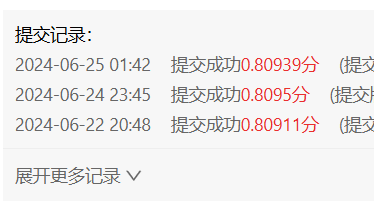 提交记录：
2024-06-25 01:42 提交成功0.80939分 (提交
2024-06-24 23:45 提交成功0.8095分 (提交
2024-06-22 20:48 提交成功0.80911分 (提交
展开更多记录